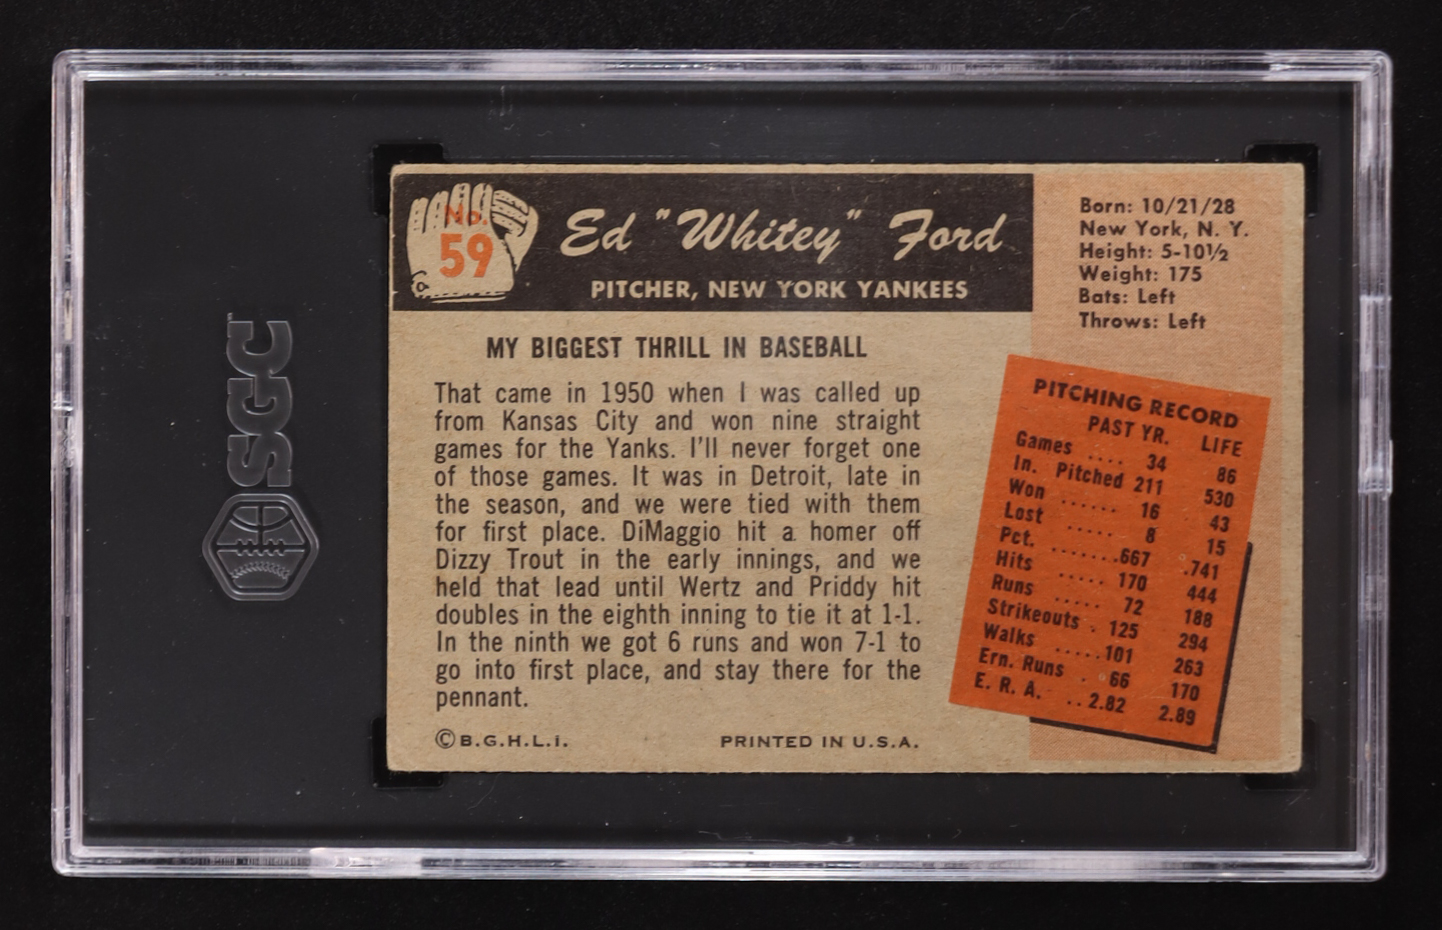 SGC
No.
59
Ed "Whitey" Ford
PITCHER, NEW YORK YANKEES
Born: 10/21/28
New York, N. Y.
Height: 5-10½
Weight: 175
Bats: Left
Throws: Left
MY BIGGEST THRILL IN BASEBALL
That came in 1950 when I was called up
from Kansas City and won nine straight
games for the Yanks. I'll never forget one
of those games. It was in Detroit, late in
the season, and we were tied with them
for first place. DiMaggio hit a homer off
Dizzy Trout in the early innings, and we
held that lead until Wertz and Priddy hit
doubles in the eighth inning to tie it at 1-1.
In the ninth we got 6 runs and won 7-1 to
go into first place, and stay there for the
pennant.
© B.G.H.L.I.
PRINTED IN U.S.A.
PITCHING RECORD
PAST YR. LIFE
Games .... 34 86
In. Pitched 211 530
Won ...... 16 43
Lost ..... 8 15
Pct. .......667 .741
Hits ..... 170 444
Runs ..... 72 188
Strikeouts . 125 294
Walks .....101 263
Ern. Runs . 66 170
E. R. A. ..2.82 2.89